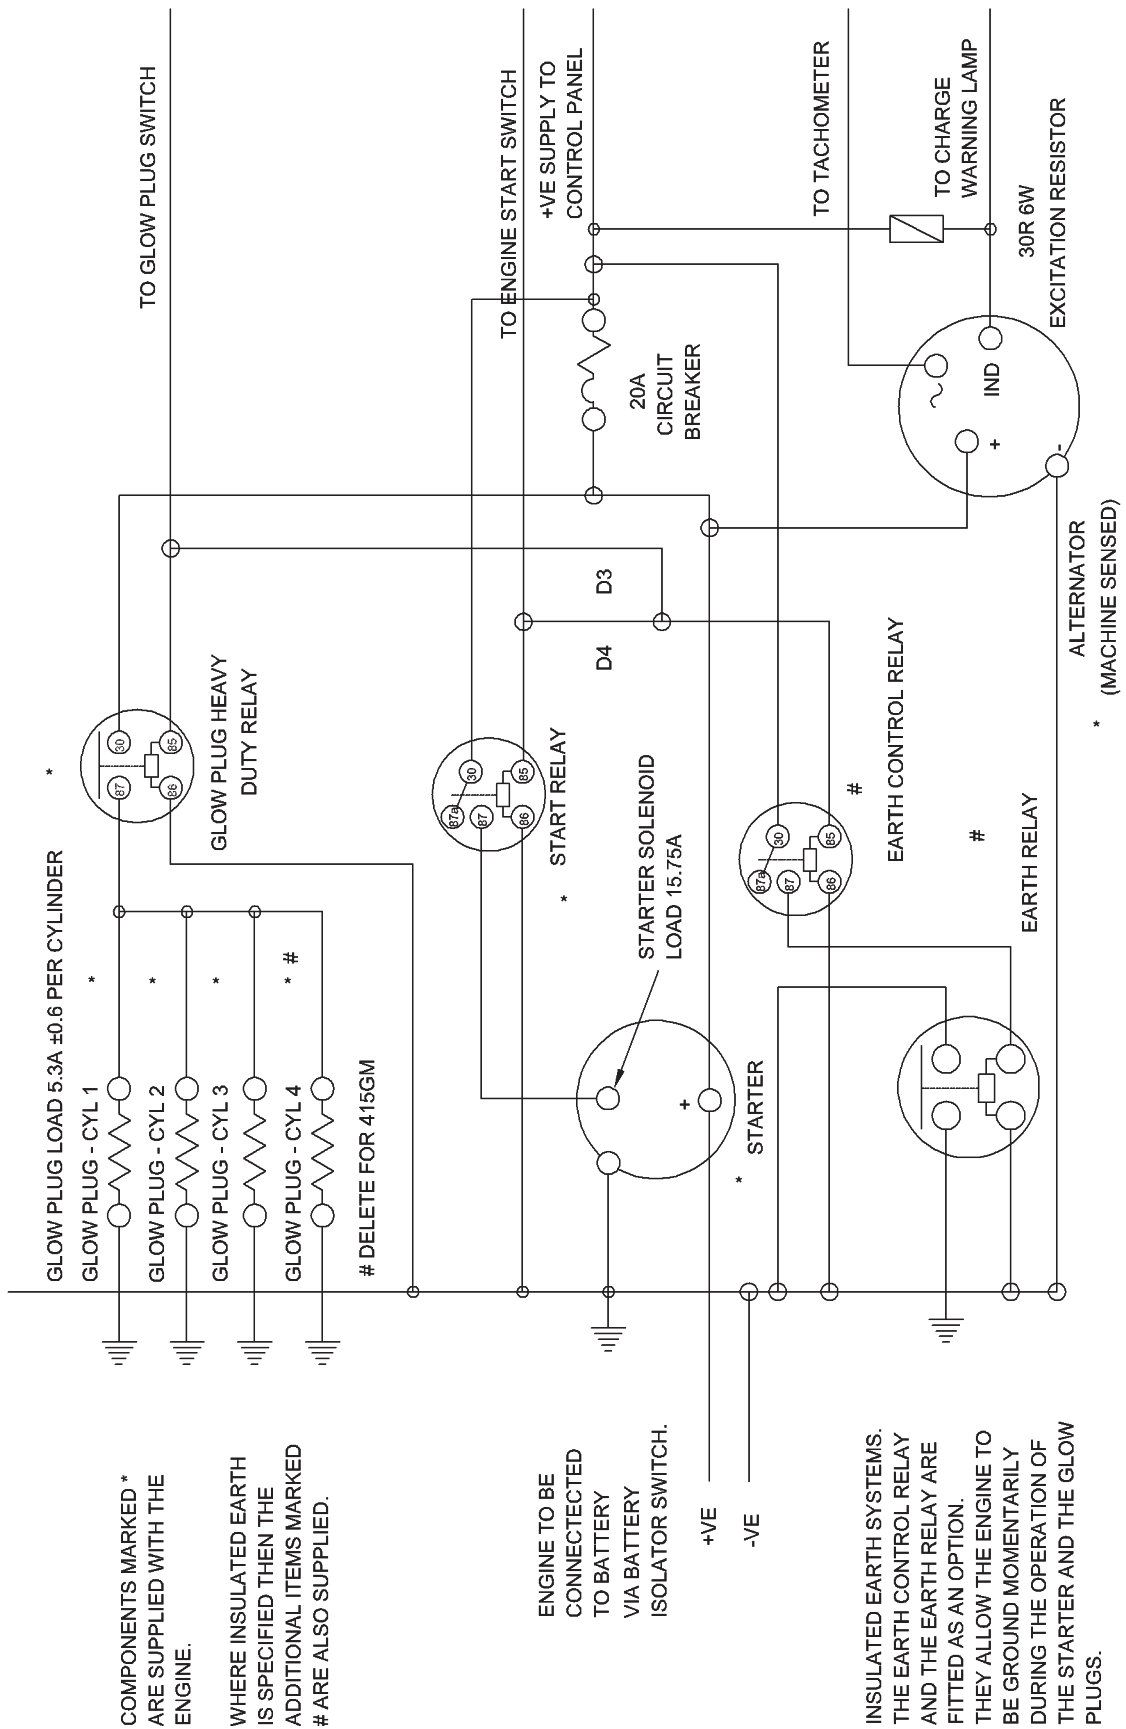 COMPONENTS MARKED *
ARE SUPPLIED WITH THE
ENGINE.
WHERE INSULATED EARTH
IS SPECIFIED THEN THE
ADDITIONAL ITEMS MARKED
# ARE ALSO SUPPLIED.
ENGINE TO BE
CONNECTECTED
TO BATTERY
VIA BATTERY
ISOLATOR SWITCH.
+VE
-VE
INSULATED EARTH SYSTEMS.
THE EARTH CONTROL RELAY
AND THE EARTH RELAY ARE
FITTED AS AN OPTION.
THEY ALLOW THE ENGINE TO
BE GROUND MOMENTARILY
DURING THE OPERATION OF
THE STARTER AND THE GLOW
PLUGS.
GLOW PLUG LOAD 5.3A ±0.6 PER CYLINDER
GLOW PLUG - CYL 1
*
GLOW PLUG - CYL 2
*
GLOW PLUG - CYL 3
*
GLOW PLUG - CYL 4
* #
# DELETE FOR 415GM
*
87
30
86
85
GLOW PLUG HEAVY
DUTY RELAY
TO GLOW PLUG SWITCH
87a
30
87
86
85
START RELAY
*
TO ENGINE START SWITCH
+VE SUPPLY TO
CONTROL PANEL
D3
D4
20A
CIRCUIT
BREAKER
STARTER SOLENOID
LOAD 15.75A
+
STARTER
*
87a
30
87
86
85
#
EARTH CONTROL RELAY
#
EARTH RELAY
TO TACHOMETER
TO CHARGE
WARNING LAMP
30R 6W
EXCITATION RESISTOR
~
IND
+
-
ALTERNATOR
(MACHINE SENSED)
*